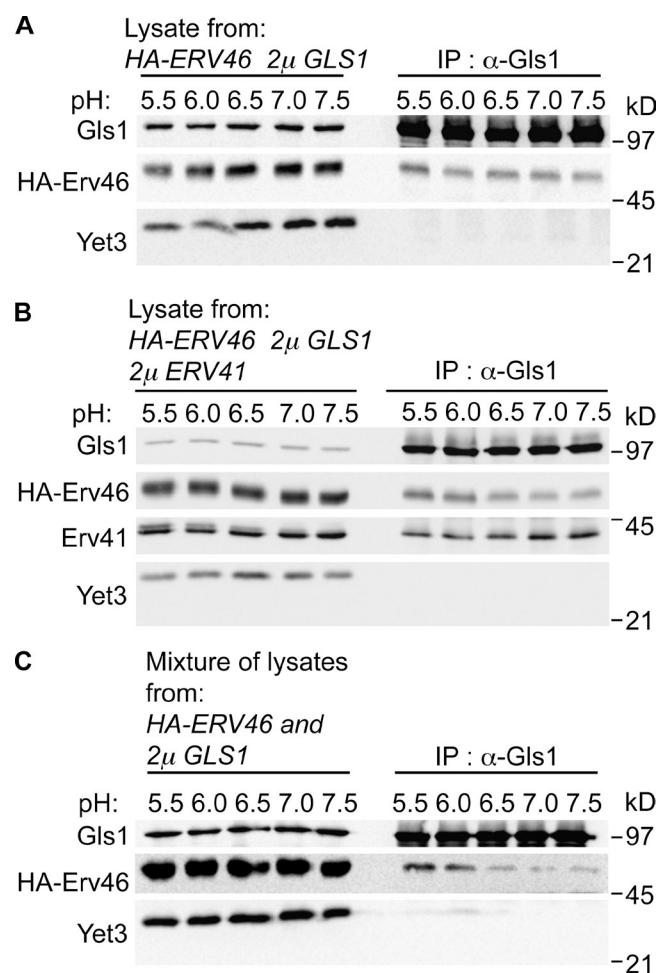 A
Lysate from:
HA-ERV46 2μ GLS1
IP : α-Gls1
pH: 5.5 6.0 6.5 7.0 7.5 5.5 6.0 6.5 7.0 7.5 kD
Gls1
-97
HA-Erv46
-45
Yet3
-21
B
Lysate from:
HA-ERV46 2μ GLS1
2μ ERV41
IP : α-Gls1
pH: 5.5 6.0 6.5 7.0 7.5 5.5 6.0 6.5 7.0 7.5 kD
Gls1
-97
HA-Erv46
-45
Erv41
Yet3
-21
C
Mixture of lysates
from:
HA-ERV46 and
2μ GLS1
IP : α-Gls1
pH: 5.5 6.0 6.5 7.0 7.5 5.5 6.0 6.5 7.0 7.5 kD
Gls1
-97
HA-Erv46
-45
Yet3
-21